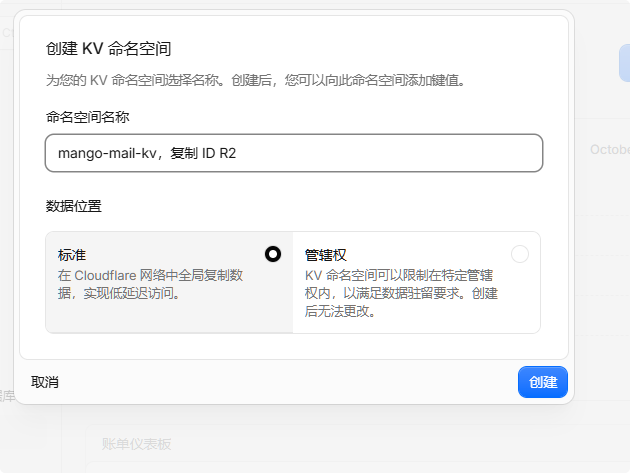 创建 KV 命名空间
为您的 KV 命名空间选择名称。创建后，您可以向此命名空间添加键值。
命名空间名称
mango-mail-kv，复制 ID R2
数据位置
标准
在 Cloudflare 网络中全局复制数
据，实现低延迟访问。
管辖权
KV 命名空间可以限制在特定管辖
权内，以满足数据驻留要求。创建
后无法更改。
取消
创建
Octobe
库
账单仪表板